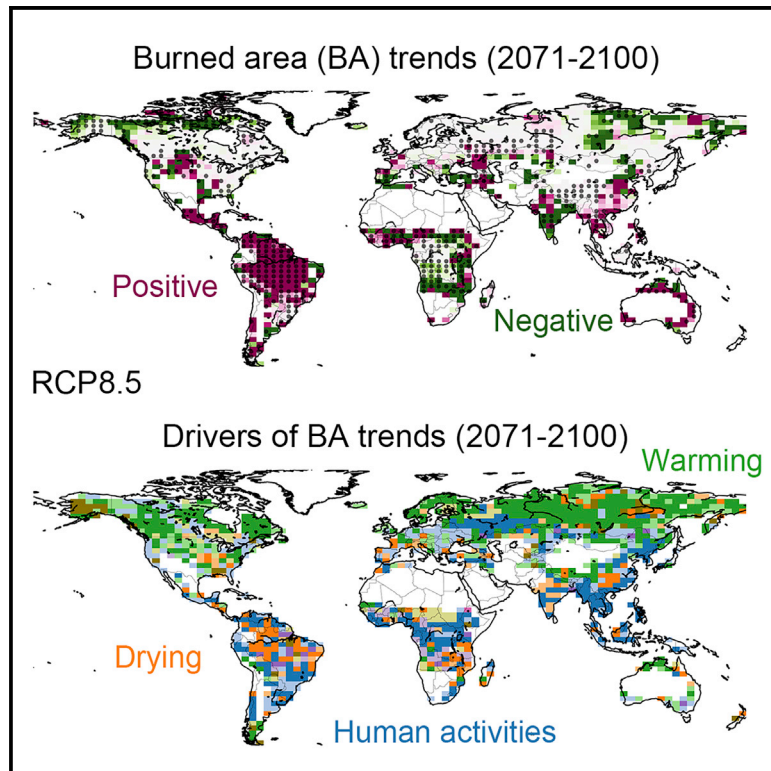 Burned area (BA) trends (2071-2100)
Positive
Negative
RCP8.5
Drivers of BA trends (2071-2100)
Warming
Drying
Human activities